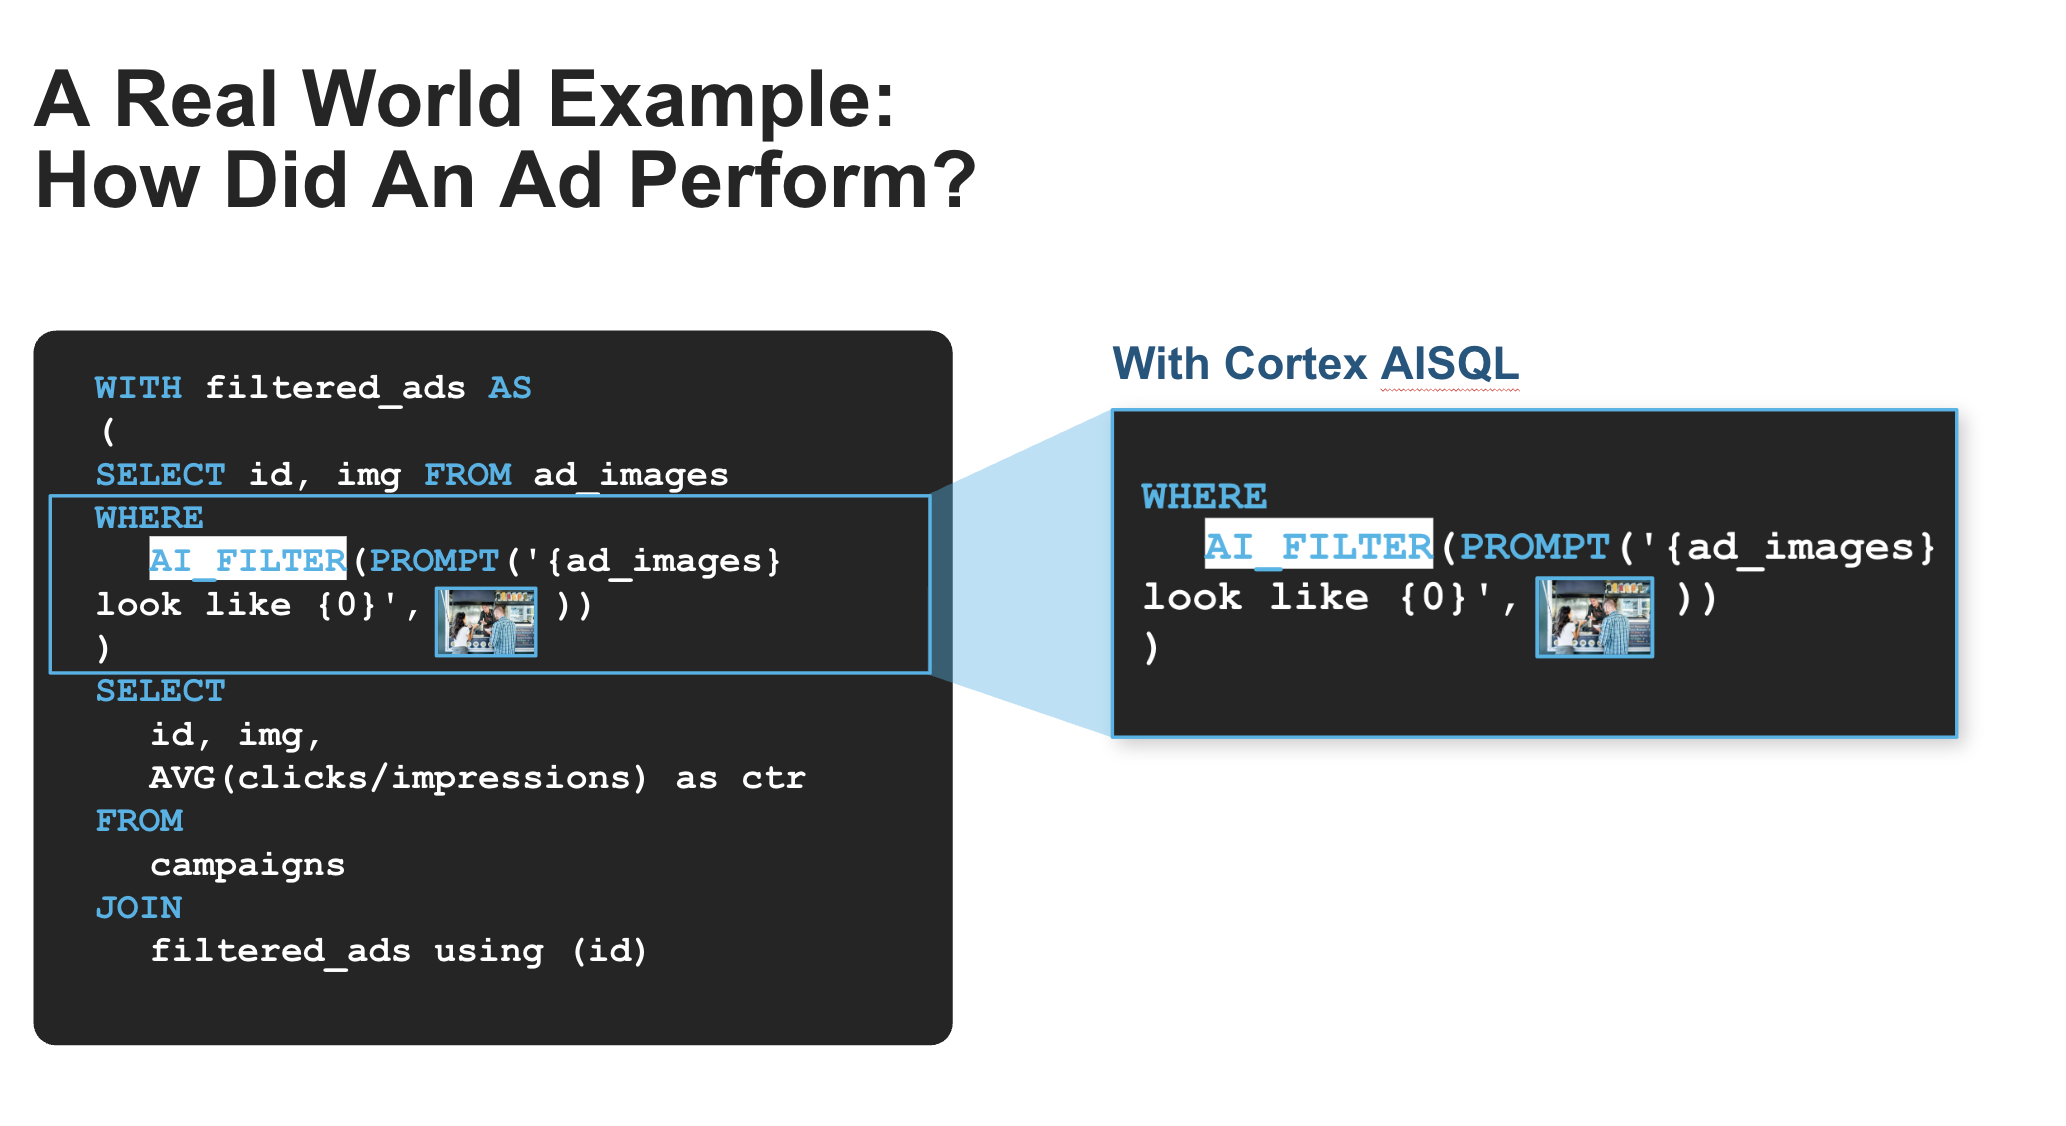 A Real World Example:
How Did An Ad Perform?
WITH filtered_ads AS
(
SELECT id, img FROM ad_images
WHERE
AI_FILTER(PROMPT('{ad_images}
look like {0}', ))
)
SELECT
id, img,
AVG(clicks/impressions) as ctr
FROM
campaigns
JOIN
filtered_ads using (id)
With Cortex AISQL
WHERE
AI_FILTER(PROMPT('{ad_images}
look like {0}', ))
)